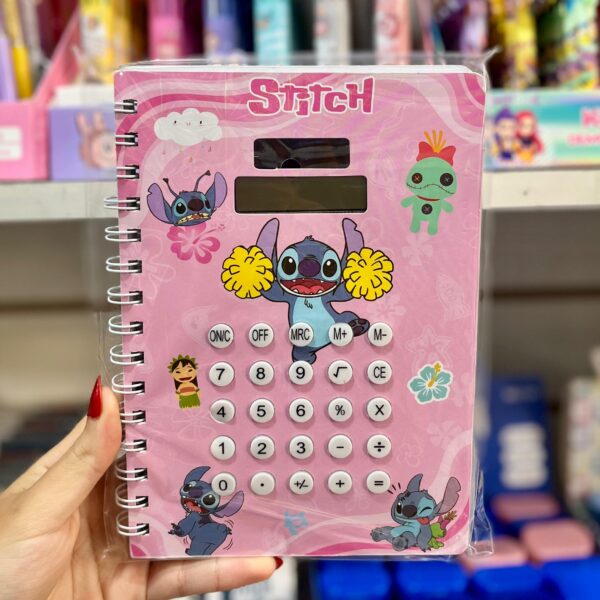 STITCH
ON/C OFF MRC M+ M-
7 8 9 √ CE
4 5 6 % X
1 2 3 - ÷
0 . +/- + =